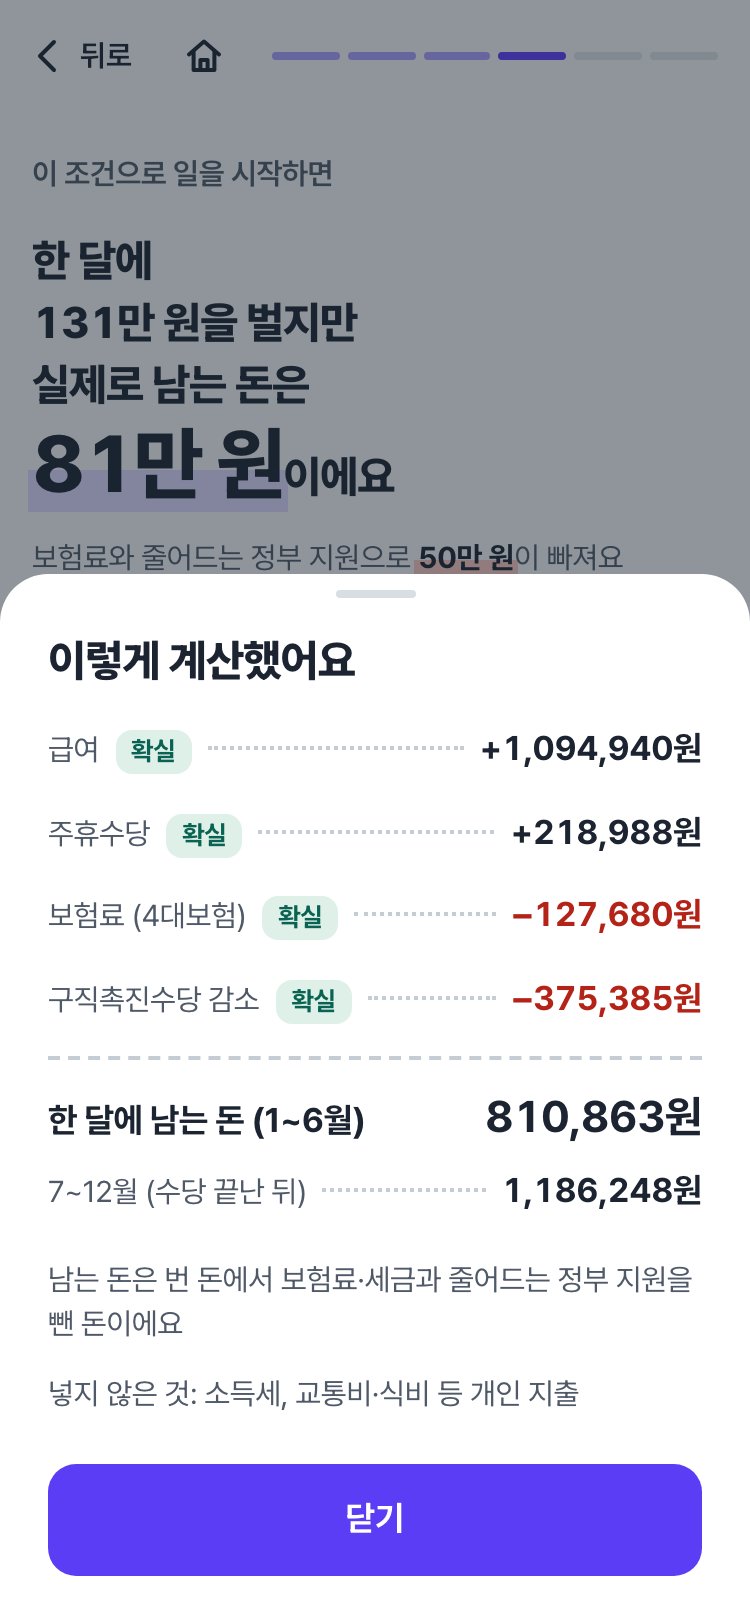 뒤로
이 조건으로 일을 시작하면
한 달에
131만 원을 벌지만
실제로 남는 돈은
81만 원이에요
보험료와 줄어드는 정부 지원으로 50만 원이 빠져요
이렇게 계산했어요
급여 확실 +1,094,940원
주휴수당 확실 +218,988원
보험료 (4대보험) 확실 −127,680원
구직촉진수당 감소 확실 −375,385원
한 달에 남는 돈 (1~6월) 810,863원
7~12월 (수당 끝난 뒤) 1,186,248원
남는 돈은 번 돈에서 보험료·세금과 줄어드는 정부 지원을
뺀 돈이에요
넣지 않은 것: 소득세, 교통비·식비 등 개인 지출
닫기